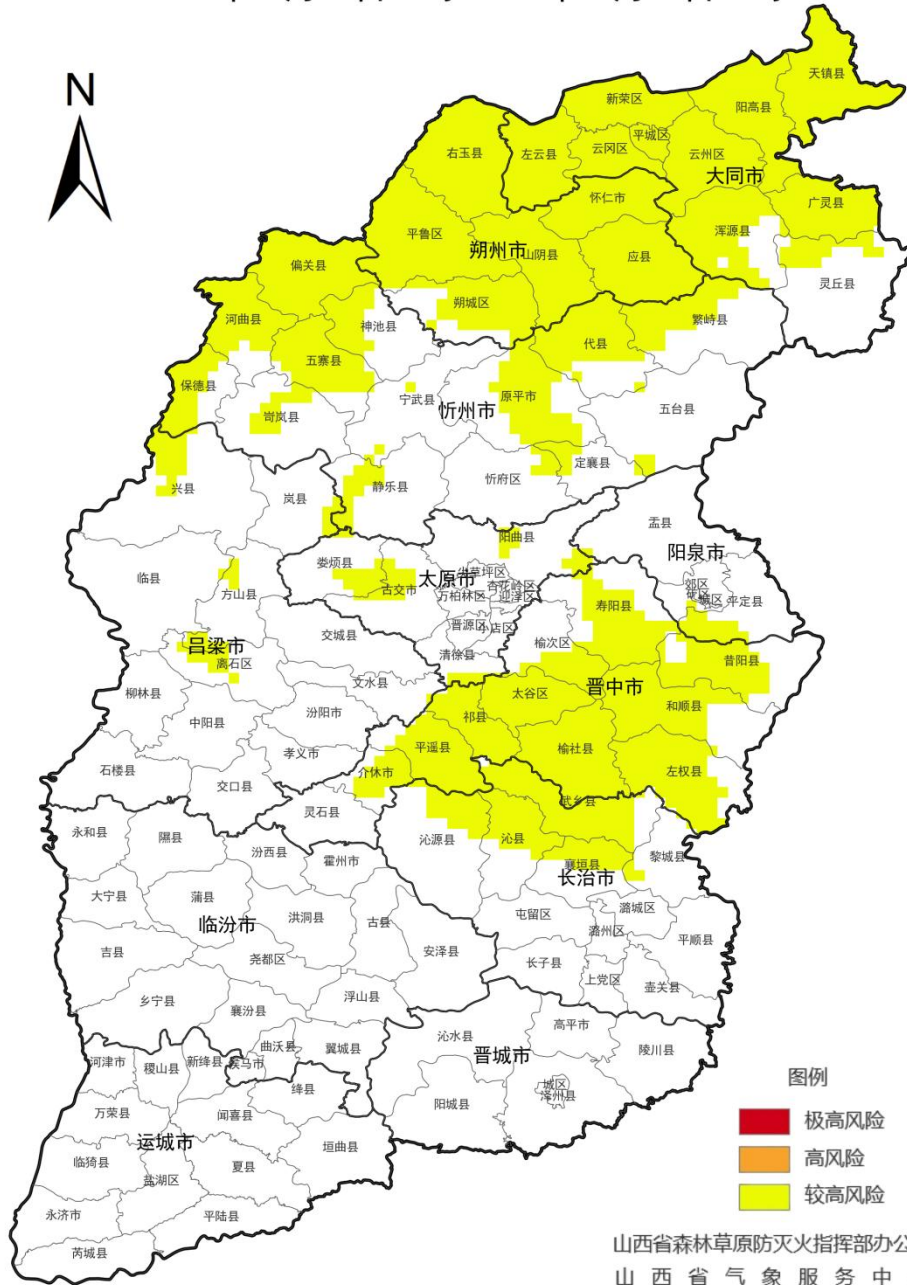 N
天镇县
新荣区
阳高县
平城区
右玉县
左云县
云冈区
云州区
大同市
怀仁市
广灵县
平鲁区
浑源县
朔州市
山阴县
应县
偏关县
灵丘县
朔城区
河曲县
神池县
繁峙县
代县
五寨县
保德县
宁武县
原平市
忻州市
五台县
岢岚县
定襄县
兴县
岚县
静乐县
忻府区
盂县
阳曲县
阳泉市
娄烦县
临县
太原市
尖草坪区
杏花岭区
郊区
方山县
古交市
万柏林区
迎泽区
城区
平定县
寿阳县
晋源区
小店区
交城县
吕梁市
榆次区
离石区
清徐县
昔阳县
文水县
晋中市
柳林县
太谷区
和顺县
中阳县
汾阳市
祁县
孝义市
平遥县
榆社县
石楼县
介休市
左权县
交口县
灵石县
武乡县
永和县
隰县
沁源县
沁县
汾西县
霍州市
襄垣县
黎城县
长治市
大宁县
蒲县
临汾市
洪洞县
古县
屯留区
潞城区
潞州区
平顺县
吉县
尧都区
安泽县
长子县
上党区
壶关县
乡宁县
襄汾县
浮山县
沁水县
高平市
曲沃县
翼城县
晋城市
陵川县
河津市
稷山县
新绛县
侯马市
绛县
城区
泽州县
阳城县
万荣县
闻喜县
运城市
垣曲县
临猗县
夏县
盐湖区
永济市
平陆县
芮城县
图例
极高风险
高风险
较高风险
山西省森林草原防灭火指挥部办公
山西省气象服务中